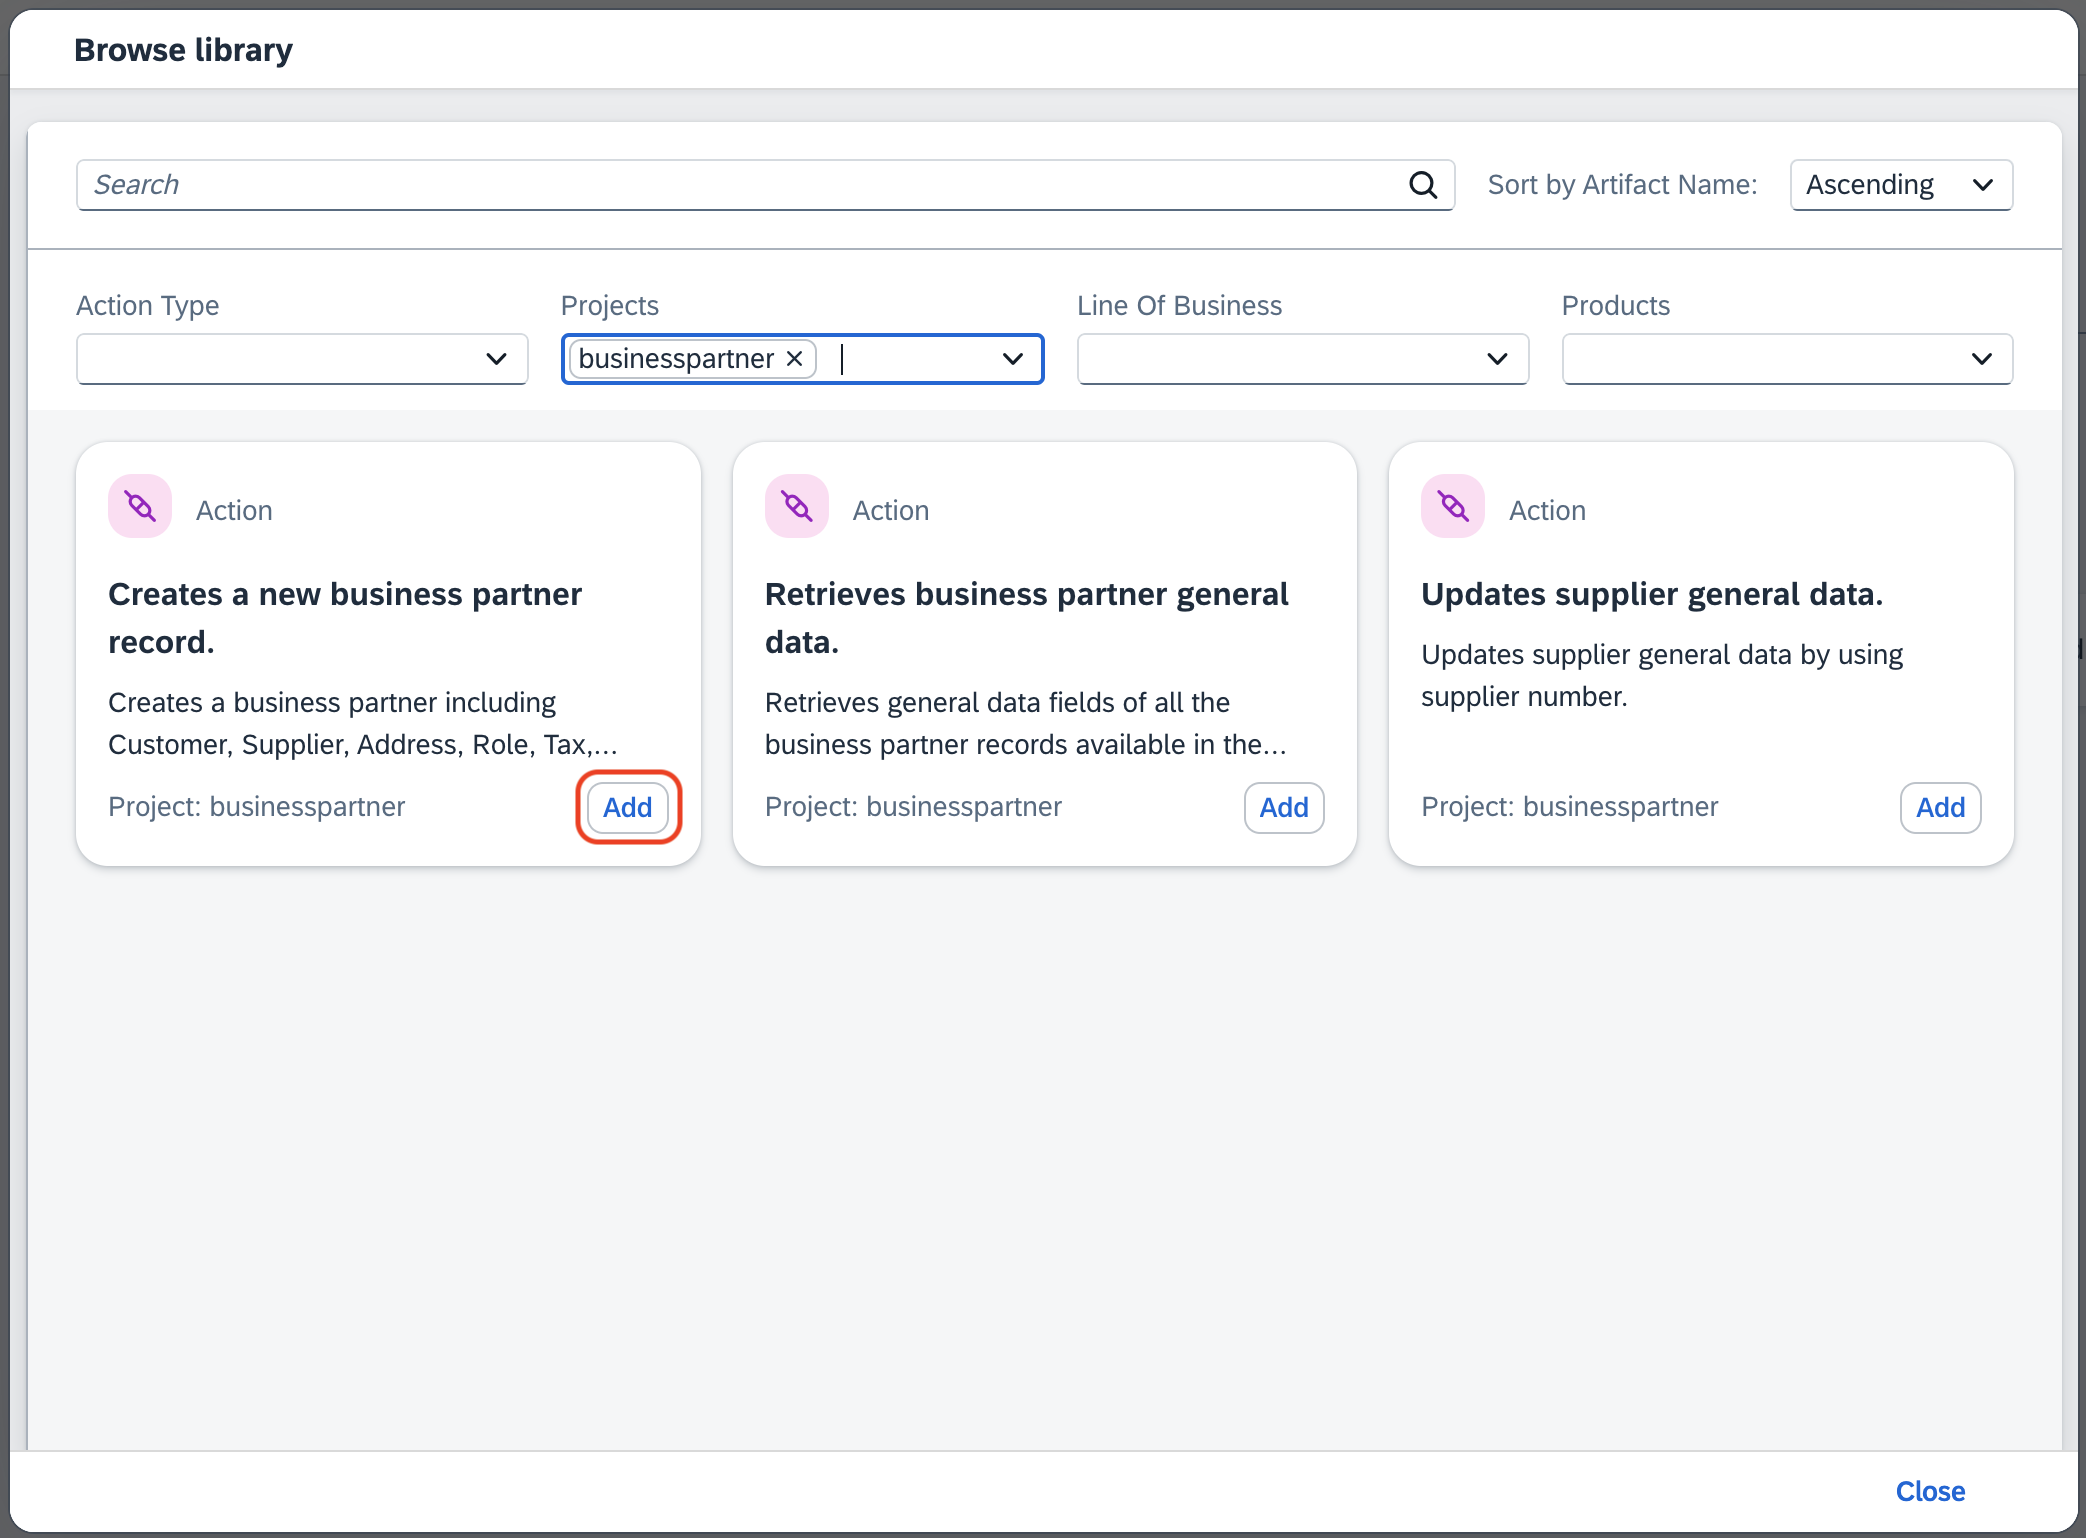 Browse library
Search
Sort by Artifact Name:
Ascending
Action Type
Projects
Line Of Business
Products
businesspartner
Action
Creates a new business partner
record.
Creates a business partner including
Customer, Supplier, Address, Role, Tax,...
Project: businesspartner
Add
Action
Retrieves business partner general
data.
Retrieves general data fields of all the
business partner records available in the...
Project: businesspartner
Add
Action
Updates supplier general data.
Updates supplier general data by using
supplier number.
Project: businesspartner
Add
Close